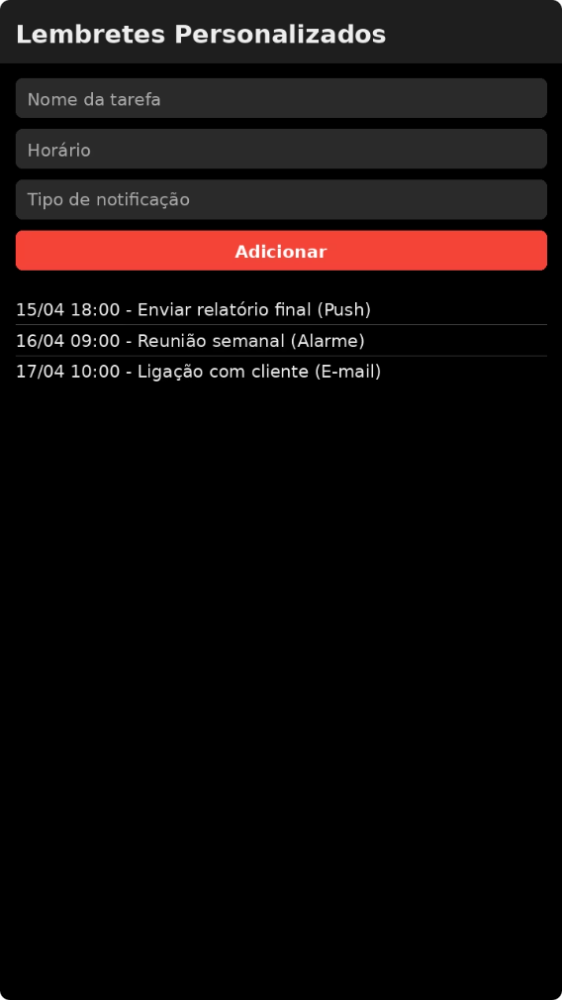 Lembretes Personalizados
Nome da tarefa
Horário
Tipo de notificação
Adicionar
15/04 18:00 - Enviar relatório final (Push)
16/04 09:00 - Reunião semanal (Alarme)
17/04 10:00 - Ligação com cliente (E-mail)